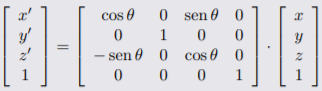 x′ cos θ 0 sen θ 0 x
y′ = 0 1 0 0 · y
z′ − sen θ 0 cos θ 0 z
1 0 0 0 1 1